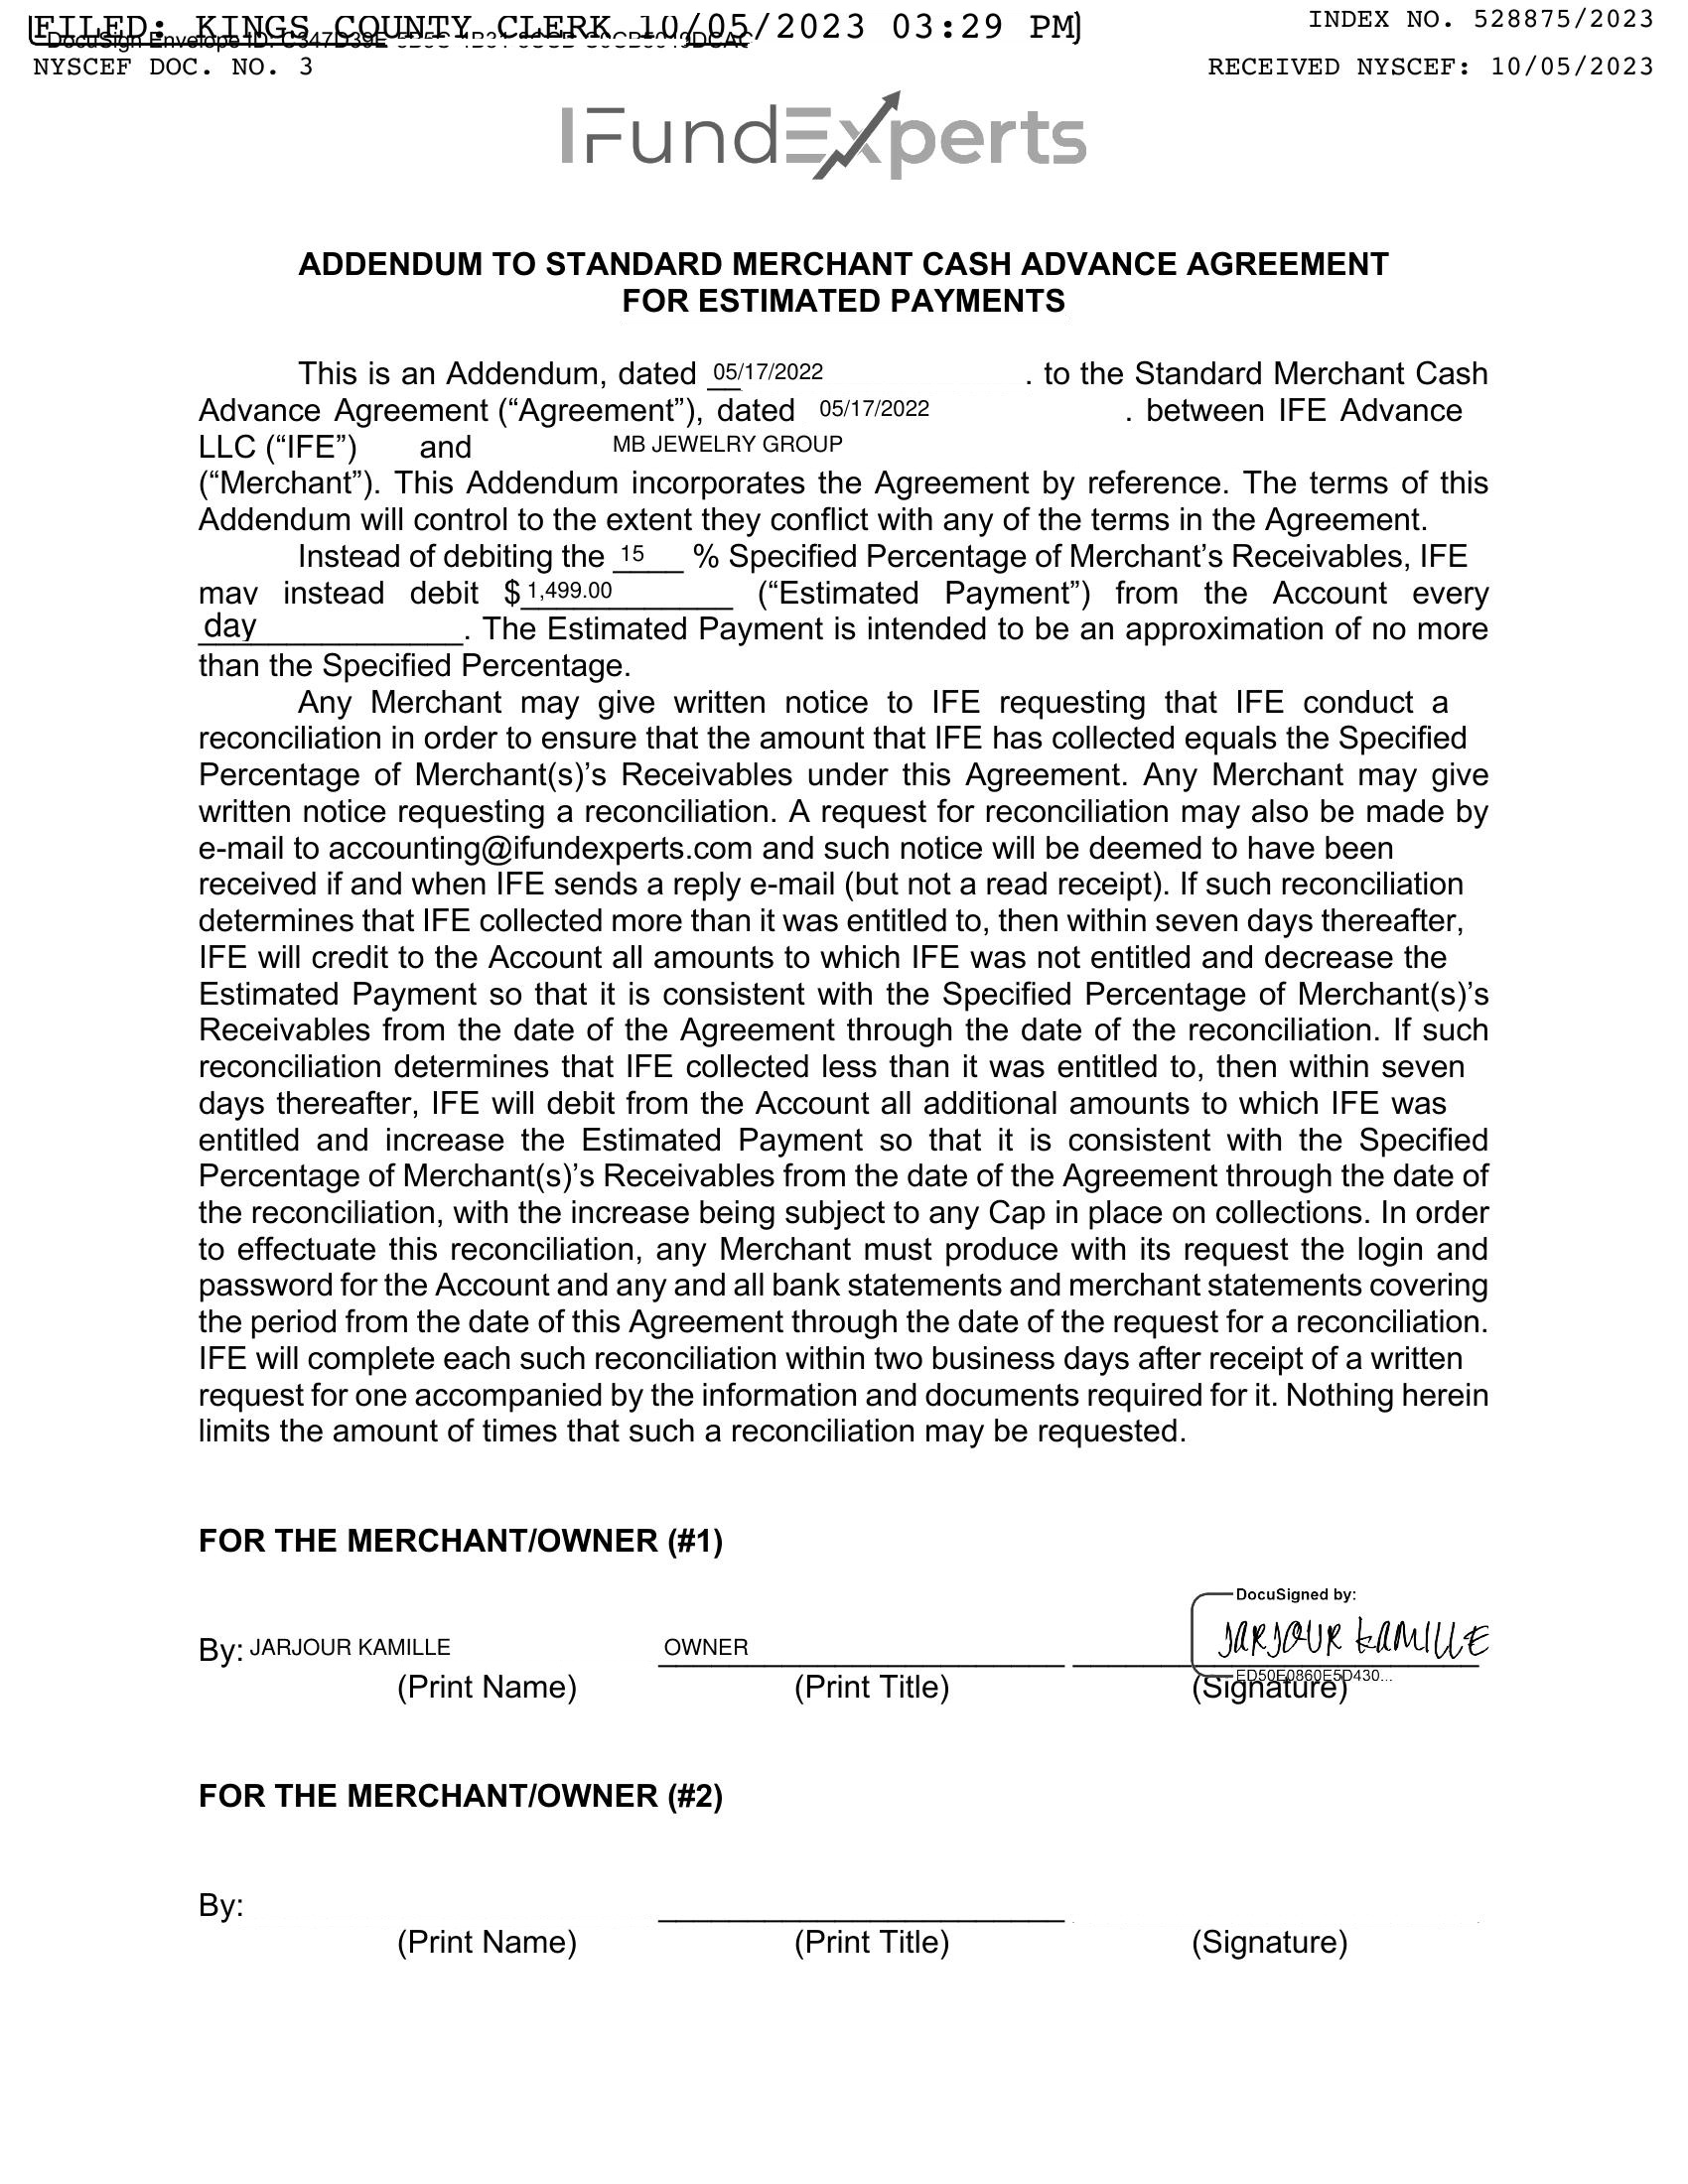 FILED: KINGS COUNTY CLERK 10/05/2023 03:29 PM
INDEX NO. 528875/2023
DocuSign Envelope ID:
NYSCEF DOC. NO. 3
RECEIVED NYSCEF: 10/05/2023
IFundExperts
ADDENDUM TO STANDARD MERCHANT CASH ADVANCE AGREEMENT
FOR ESTIMATED PAYMENTS
This is an Addendum, dated 05/17/2022 . to the Standard Merchant Cash
Advance Agreement (“Agreement”), dated 05/17/2022 . between IFE Advance
LLC (“IFE”) and MB JEWELRY GROUP
(“Merchant”). This Addendum incorporates the Agreement by reference. The terms of this
Addendum will control to the extent they conflict with any of the terms in the Agreement.
Instead of debiting the 15 % Specified Percentage of Merchant’s Receivables, IFE
may instead debit $ 1,499.00 (“Estimated Payment”) from the Account every
day. The Estimated Payment is intended to be an approximation of no more
than the Specified Percentage.
Any Merchant may give written notice to IFE requesting that IFE conduct a
reconciliation in order to ensure that the amount that IFE has collected equals the Specified
Percentage of Merchant(s)’s Receivables under this Agreement. Any Merchant may give
written notice requesting a reconciliation. A request for reconciliation may also be made by
e-mail to accounting@ifundexperts.com and such notice will be deemed to have been
received if and when IFE sends a reply e-mail (but not a read receipt). If such reconciliation
determines that IFE collected more than it was entitled to, then within seven days thereafter,
IFE will credit to the Account all amounts to which IFE was not entitled and decrease the
Estimated Payment so that it is consistent with the Specified Percentage of Merchant(s)’s
Receivables from the date of the Agreement through the date of the reconciliation. If such
reconciliation determines that IFE collected less than it was entitled to, then within seven
days thereafter, IFE will debit from the Account all additional amounts to which IFE was
entitled and increase the Estimated Payment so that it is consistent with the Specified
Percentage of Merchant(s)’s Receivables from the date of the Agreement through the date of
the reconciliation, with the increase being subject to any Cap in place on collections. In order
to effectuate this reconciliation, any Merchant must produce with its request the login and
password for the Account and any and all bank statements and merchant statements covering
the period from the date of this Agreement through the date of the request for a reconciliation.
IFE will complete each such reconciliation within two business days after receipt of a written
request for one accompanied by the information and documents required for it. Nothing herein
limits the amount of times that such a reconciliation may be requested.
FOR THE MERCHANT/OWNER (#1)
DocuSigned by:
By: JARJOUR KAMILLE OWNER JARJOUR KAMILLE
ED50E0860E5D430...
(Print Name) (Print Title) (Signature)
FOR THE MERCHANT/OWNER (#2)
By:
(Print Name) (Print Title) (Signature)